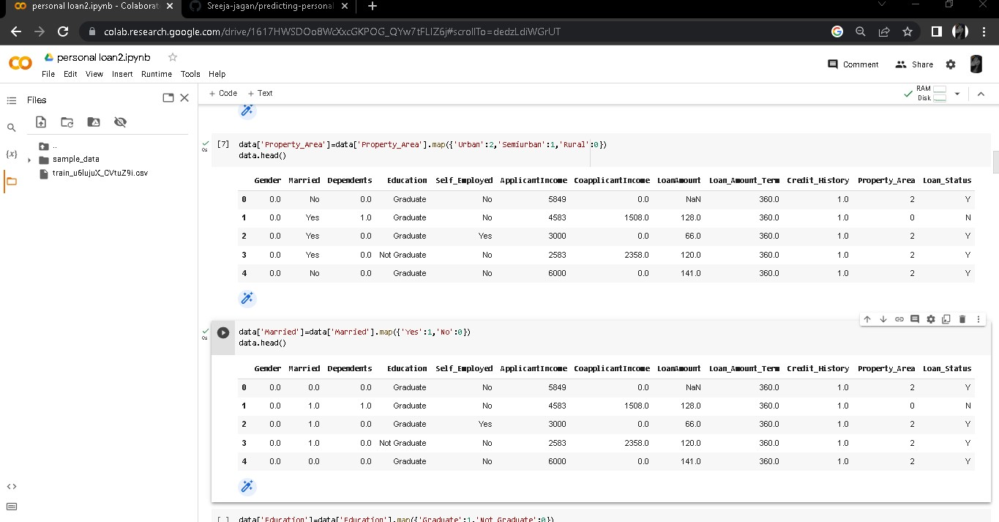 personal loan2.ipynb - Colaborat
Sreeja-jagan/predicting-personal
colab.research.google.com/drive/1617HWSDOo8WcXxcGKPOG_QYw7tFLIZ6j#scrollTo=dedzLdiWGrUT
personal loan2.ipynb
File Edit View Insert Runtime Tools Help
Comment Share
Files
+ Code + Text
RAM
Disk
..
sample_data
train_u6lujuX_CVtuZ9i.csv
{x}
0s
[7] data['Property_Area']=data['Property_Area'].map({'Urban':2,'Semiurban':1,'Rural':0})
data.head()
Gender Married Dependents Education Self_Employed ApplicantIncome CoapplicantIncome LoanAmount Loan_Amount_Term Credit_History Property_Area Loan_Status
0 0.0 No 0.0 Graduate No 5849 0.0 NaN 360.0 1.0 2 Y
1 0.0 Yes 1.0 Graduate No 4583 1508.0 128.0 360.0 1.0 0 N
2 0.0 Yes 0.0 Graduate Yes 3000 0.0 66.0 360.0 1.0 2 Y
3 0.0 Yes 0.0 Not Graduate No 2583 2358.0 120.0 360.0 1.0 2 Y
4 0.0 No 0.0 Graduate No 6000 0.0 141.0 360.0 1.0 2 Y
0s
data['Married']=data['Married'].map({'Yes':1,'No':0})
data.head()
Gender Married Dependents Education Self_Employed ApplicantIncome CoapplicantIncome LoanAmount Loan_Amount_Term Credit_History Property_Area Loan_Status
0 0.0 0.0 0.0 Graduate No 5849 0.0 NaN 360.0 1.0 2 Y
1 0.0 1.0 1.0 Graduate No 4583 1508.0 128.0 360.0 1.0 0 N
2 0.0 1.0 0.0 Graduate Yes 3000 0.0 66.0 360.0 1.0 2 Y
3 0.0 1.0 0.0 Not Graduate No 2583 2358.0 120.0 360.0 1.0 2 Y
4 0.0 0.0 0.0 Graduate No 6000 0.0 141.0 360.0 1.0 2 Y
[ ] data['Education']=data['Education'].map({'Graduate':1,'Not Graduate':0})